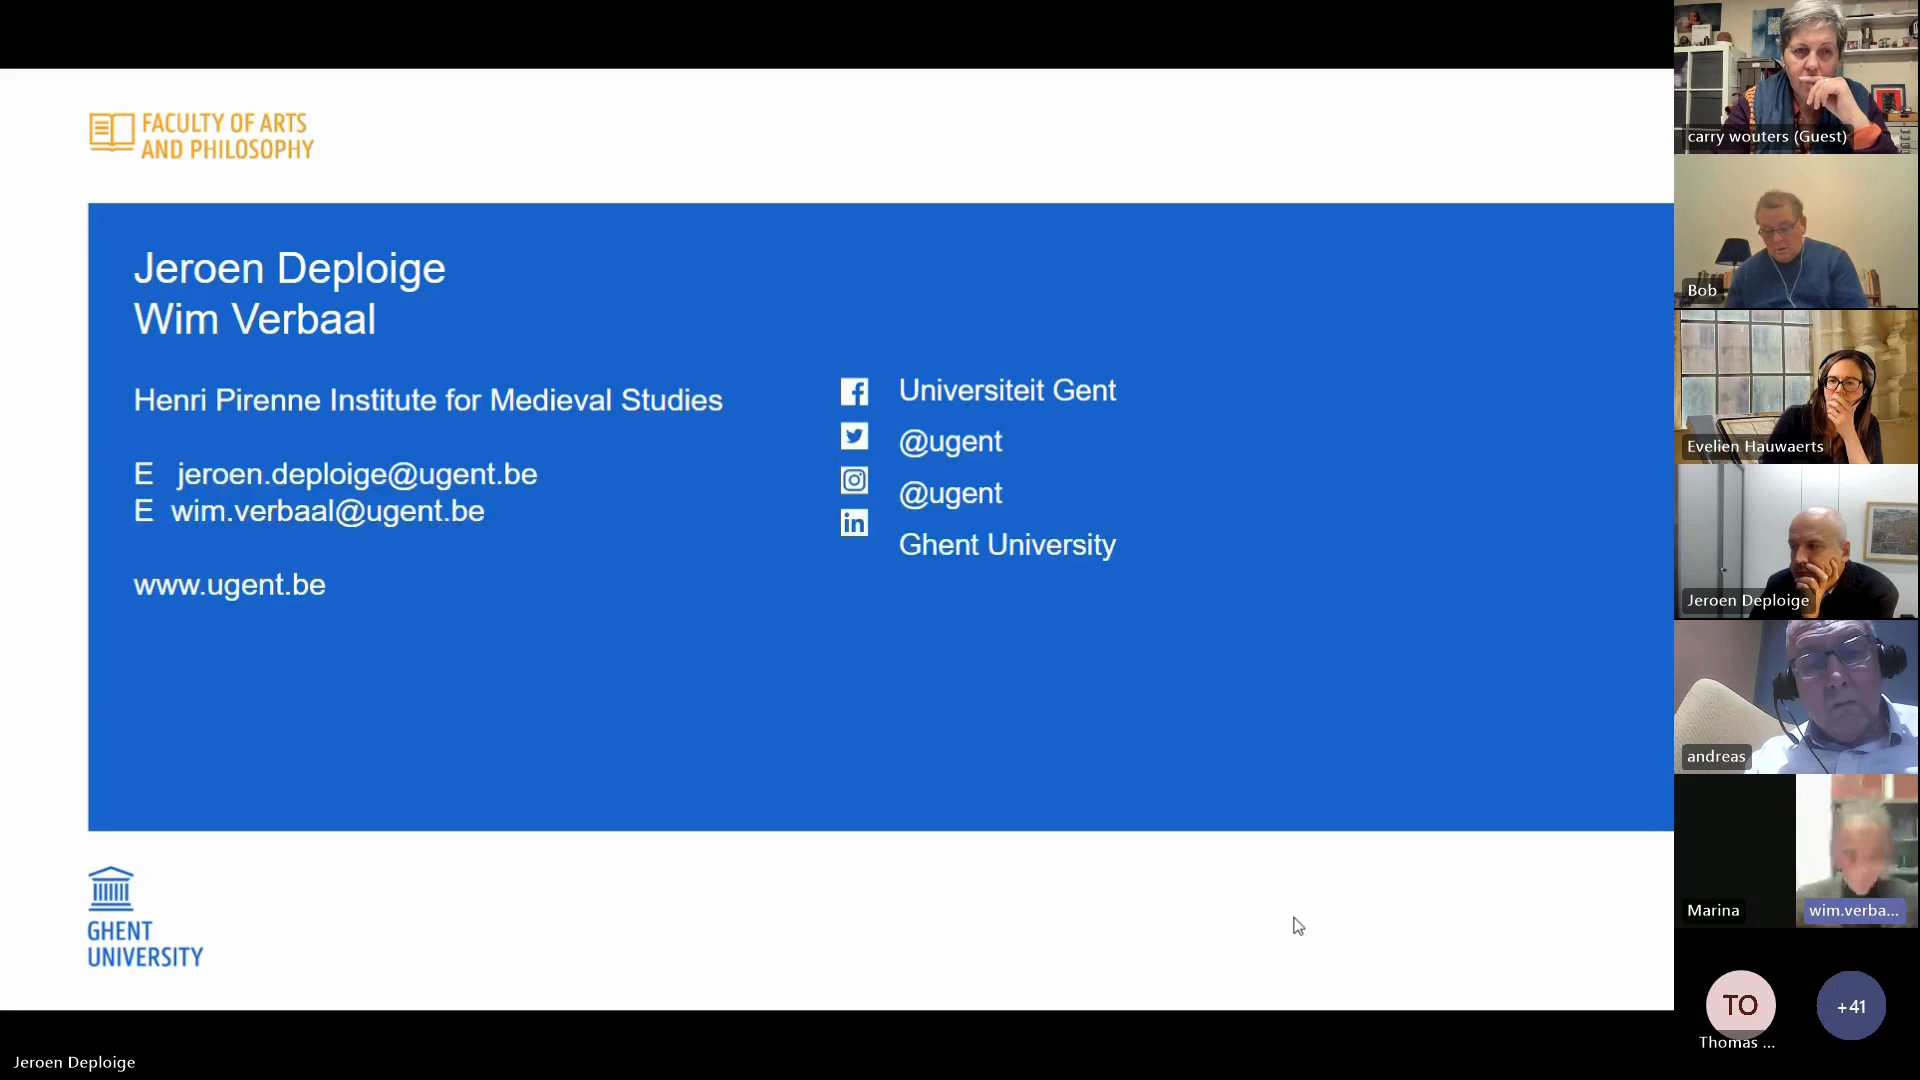 FACULTY OF ARTS
AND PHILOSOPHY
Jeroen Deploige
Wim Verbaal
Henri Pirenne Institute for Medieval Studies
E jeroen.deploige@ugent.be
E wim.verbaal@ugent.be
www.ugent.be
Universiteit Gent
@ugent
@ugent
in
Ghent University
GHENT
UNIVERSITY
Jeroen Deploige
carry wouters (Guest)
Bob
Evelien Hauwaerts
Jeroen Deploige
andreas
Marina
wim.verba...
TO
Thomas ...
+41